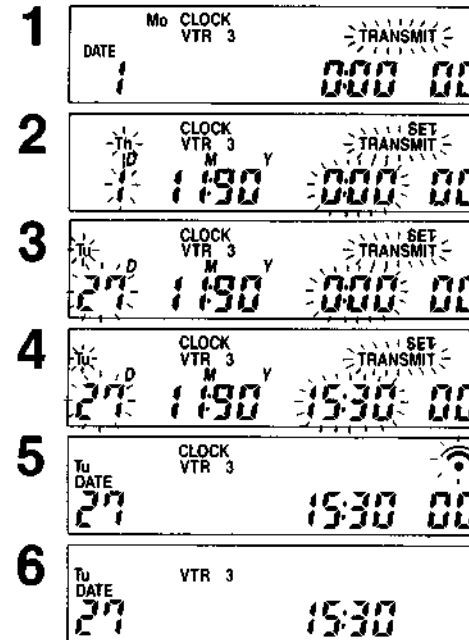 1
Mo CLOCK
VTR 3 TRANSMIT
DATE
1 0:00 00
2
CLOCK SET
Th VTR 3 TRANSMIT
D M Y
1 11:90 0:00 00
3
CLOCK SET
Tu VTR 3 TRANSMIT
D M Y
27 11:90 0:00 00
4
CLOCK SET
Tu VTR 3 TRANSMIT
D M Y
27 11:90 15:30 00
5
CLOCK
Tu VTR 3
DATE
27 15:30 00
6
Tu VTR 3
DATE
27 15:30